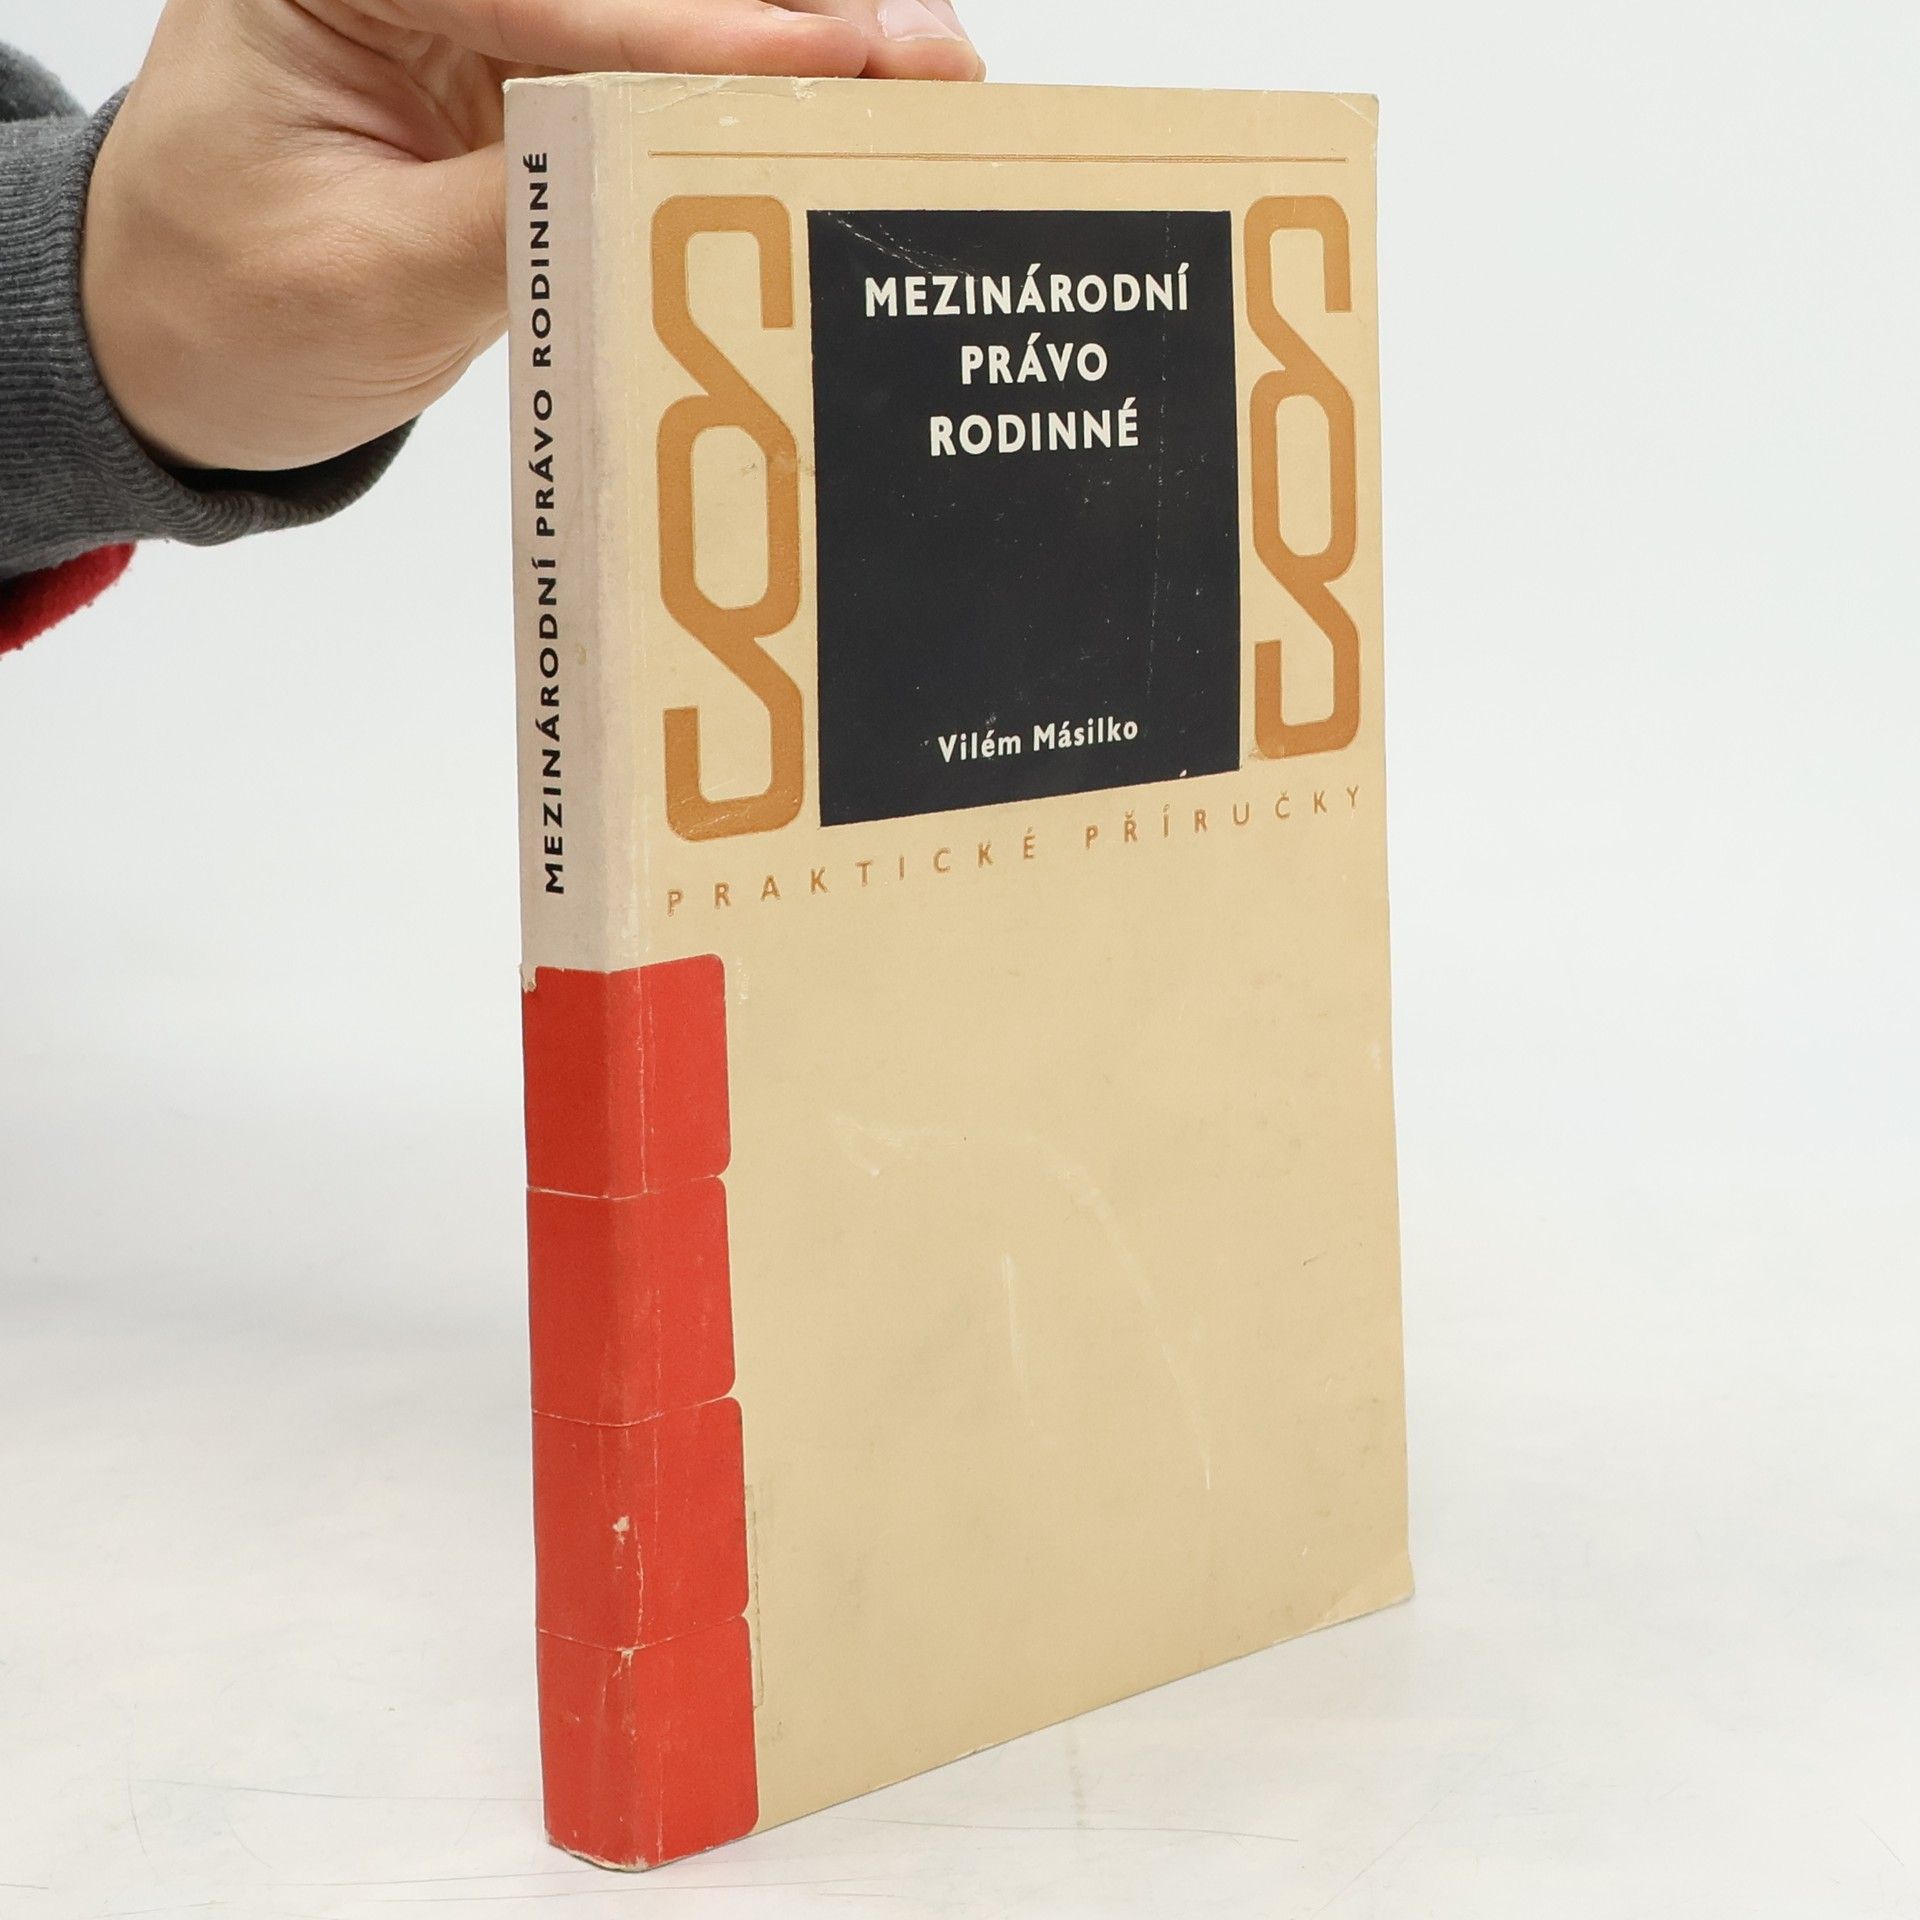 MEZINÁRODNÍ PRÁVO RODINNÉ
§ §
MEZINÁRODNÍ
PRÁVO
RODINNÉ
Vilém Másilko
PRAKTICKÉ PŘÍRUČKY